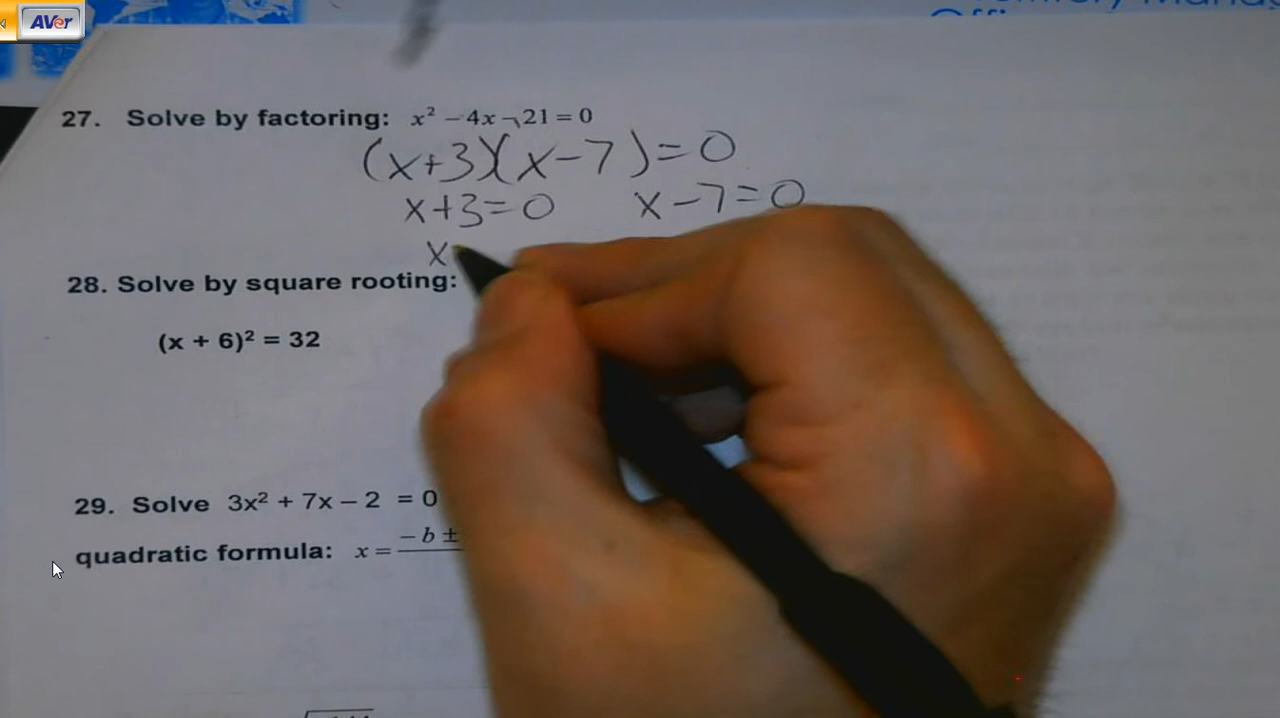 AVer
27. Solve by factoring: x² – 4x – 21 = 0
(x+3)(x-7)=0
x+3=0 x-7=0
x
28. Solve by square rooting:
(x + 6)² = 32
29. Solve 3x² + 7x – 2 = 0
quadratic formula: x = – b ±